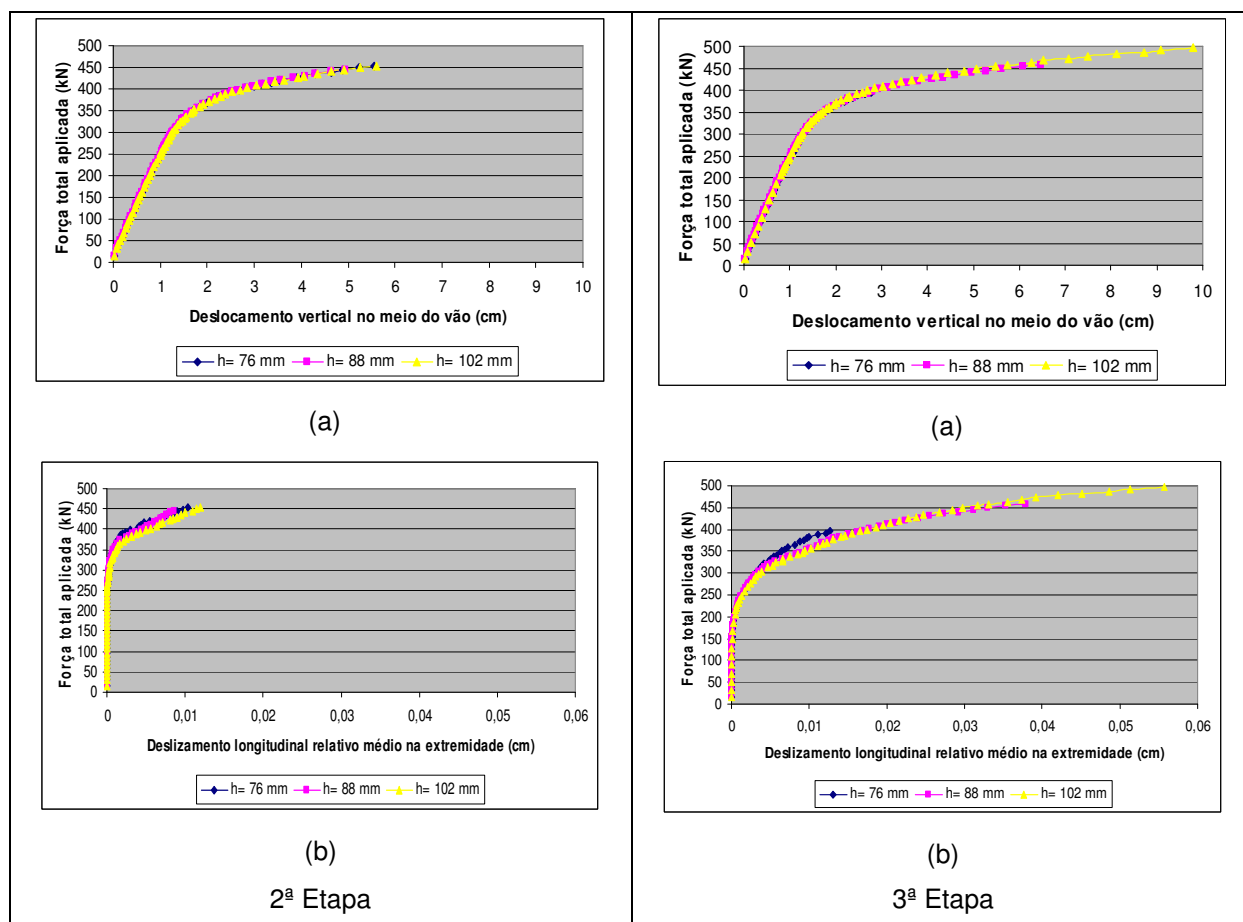 500
450
400
350
300
250
200
150
100
50
0
Força total aplicada (kN)
0 1 2 3 4 5 6 7 8 9 10
Deslocamento vertical no meio do vão (cm)
h= 76 mm h= 88 mm h= 102 mm
(a)
500
450
400
350
300
250
200
150
100
50
0
Força total aplicada (kN)
0 0,01 0,02 0,03 0,04 0,05 0,06
Deslizamento longitudinal relativo médio na extremidade (cm)
h= 76 mm h= 88 mm h= 102 mm
(b)
2ª Etapa
500
450
400
350
300
250
200
150
100
50
0
Força total aplicada (kN)
0 1 2 3 4 5 6 7 8 9 10
Deslocamento vertical no meio do vão (cm)
h= 76 mm h= 88 mm h= 102 mm
(a)
500
450
400
350
300
250
200
150
100
50
0
Força total aplicada (kN)
0 0,01 0,02 0,03 0,04 0,05 0,06
Deslizamento longitudinal relativo médio na extremidade (cm)
h= 76 mm h= 88 mm h= 102 mm
(b)
3ª Etapa